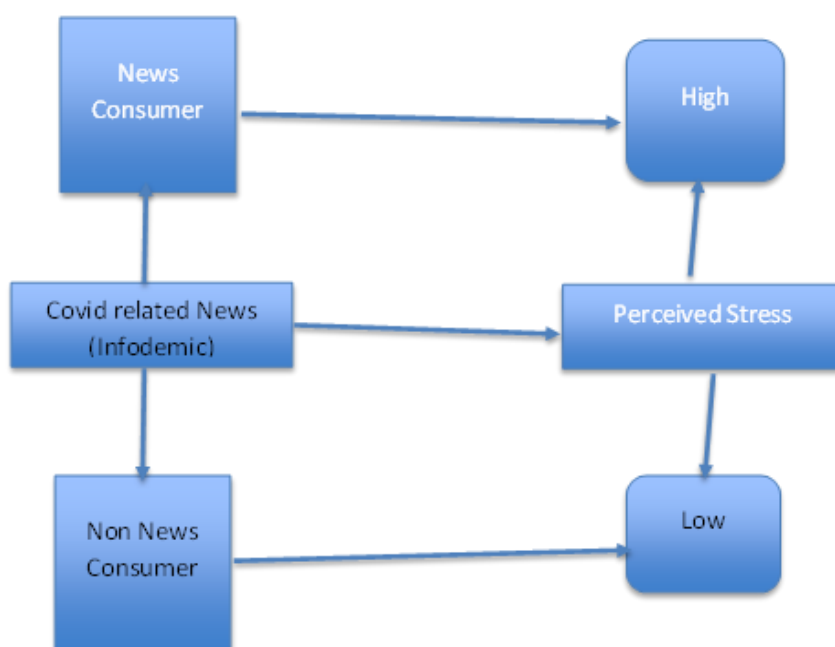 News
Consumer
High
Covid related News
(Infodemic)
Perceived Stress
Non News
Consumer
Low